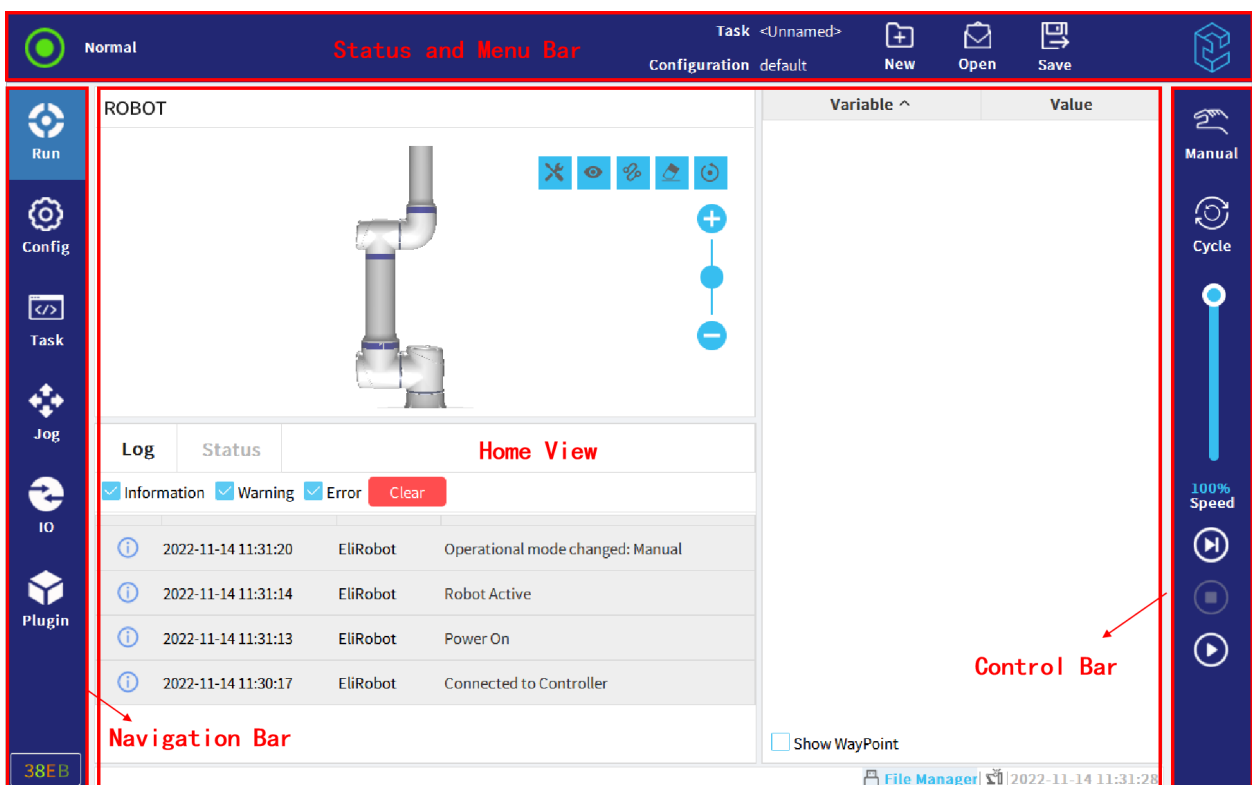 Normal
Status and Menu Bar
Task <Unnamed>
Configuration default
New
Open
Save
Run
Config
Task
Jog
IO
Plugin
38EB
ROBOT
Log
Status
Home View
Information
Warning
Error
Clear
2022-11-14 11:31:20 EliRobot Operational mode changed: Manual
2022-11-14 11:31:14 EliRobot Robot Active
2022-11-14 11:31:13 EliRobot Power On
2022-11-14 11:30:17 EliRobot Connected to Controller
Navigation Bar
Variable ^ Value
Control Bar
Show WayPoint
File Manager
2022-11-14 11:31:28
Manual
Cycle
100%
Speed